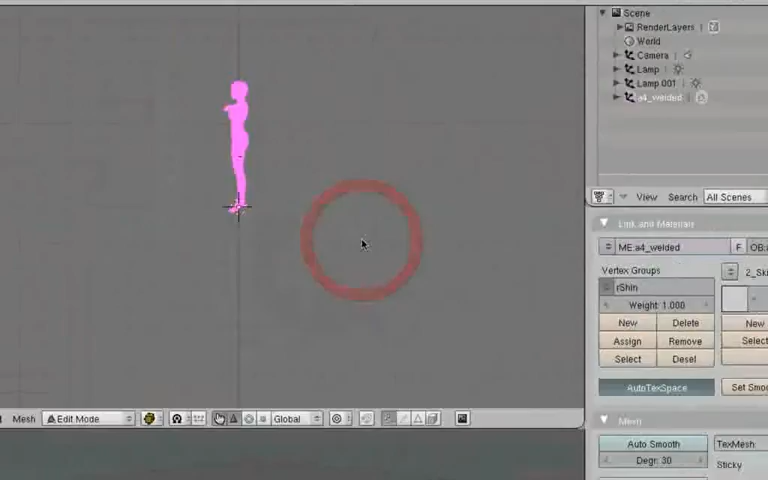 Scene
RenderLayers
World
Camera
Lamp
Lamp.001
a4_welded
View Search All Scenes
Link and Materials
ME:a4_welded F OB:
Vertex Groups
rShin
Weight: 1.000
New Delete
Assign Remove
Select Desel
2_Ski
New
Select
AutoTexSpace Set Smoo
Mesh
Auto Smooth TexMesh:
Degr: 30 Sticky
Mesh Edit Mode Global